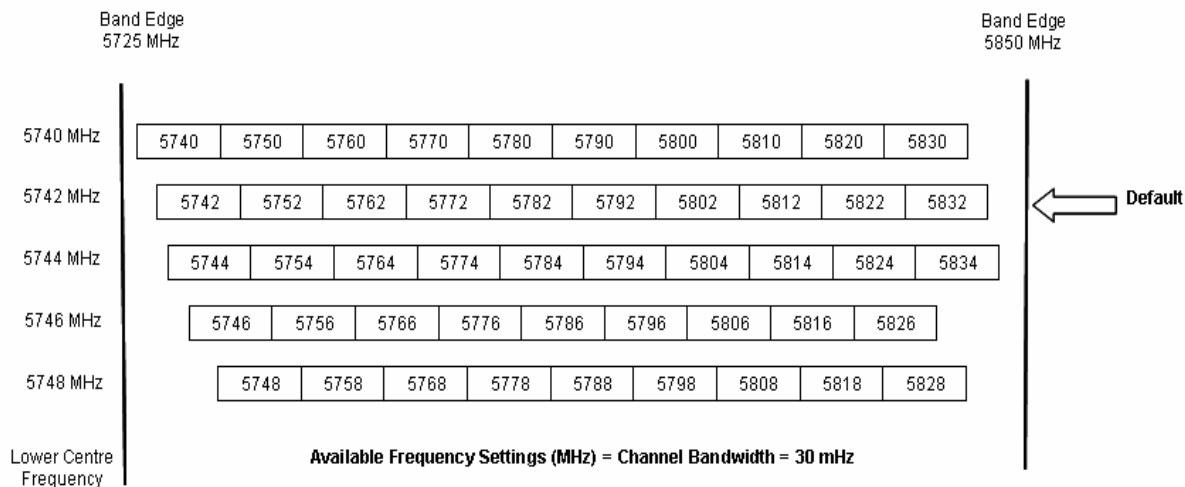 Band Edge
5725 MHz
Band Edge
5850 MHz
5740 MHz
5740 5750 5760 5770 5780 5790 5800 5810 5820 5830
5742 MHz
5742 5752 5762 5772 5782 5792 5802 5812 5822 5832
Default
5744 MHz
5744 5754 5764 5774 5784 5794 5804 5814 5824 5834
5746 MHz
5746 5756 5766 5776 5786 5796 5806 5816 5826
5748 MHz
5748 5758 5768 5778 5788 5798 5808 5818 5828
Lower Centre
Frequency
Available Frequency Settings (MHz) = Channel Bandwidth = 30 mHz